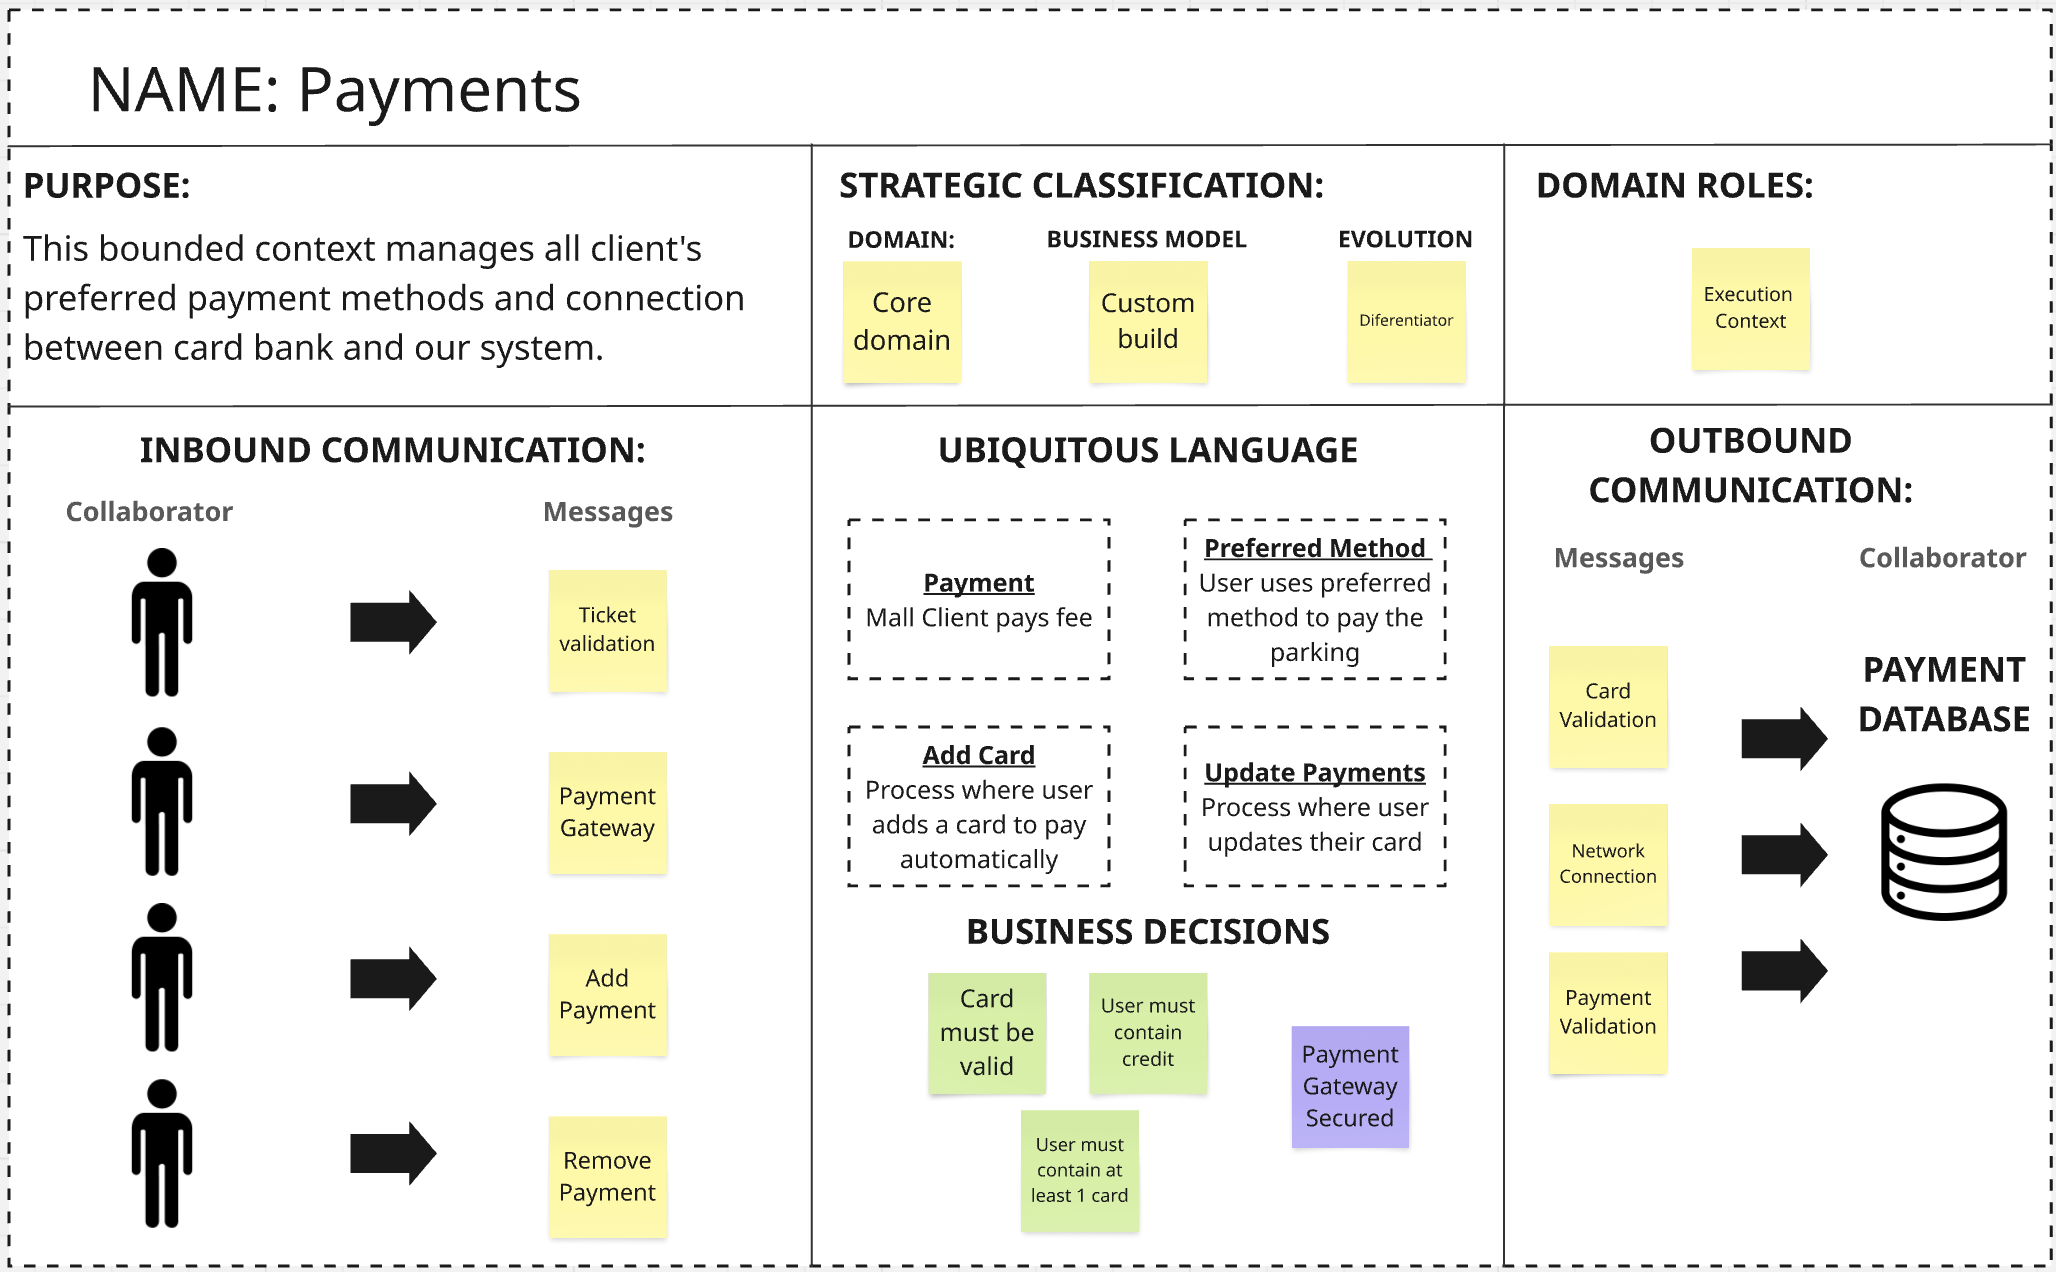 NAME: Payments
PURPOSE:
This bounded context manages all client's
preferred payment methods and connection
between card bank and our system.
STRATEGIC CLASSIFICATION:
DOMAIN:
BUSINESS MODEL
EVOLUTION
Core
domain
Custom
build
Diferentiator
DOMAIN ROLES:
Execution
Context
INBOUND COMMUNICATION:
Collaborator
Messages
Ticket
validation
Payment
Gateway
Add
Payment
Remove
Payment
UBIQUITOUS LANGUAGE
Payment
Mall Client pays fee
Preferred Method
User uses preferred
method to pay the
parking
Add Card
Process where user
adds a card to pay
automatically
Update Payments
Process where user
updates their card
BUSINESS DECISIONS
Card
must be
valid
User must
contain
credit
User must
contain at
least 1 card
Payment
Gateway
Secured
OUTBOUND
COMMUNICATION:
Messages
Collaborator
Card
Validation
Network
Connection
Payment
Validation
PAYMENT
DATABASE